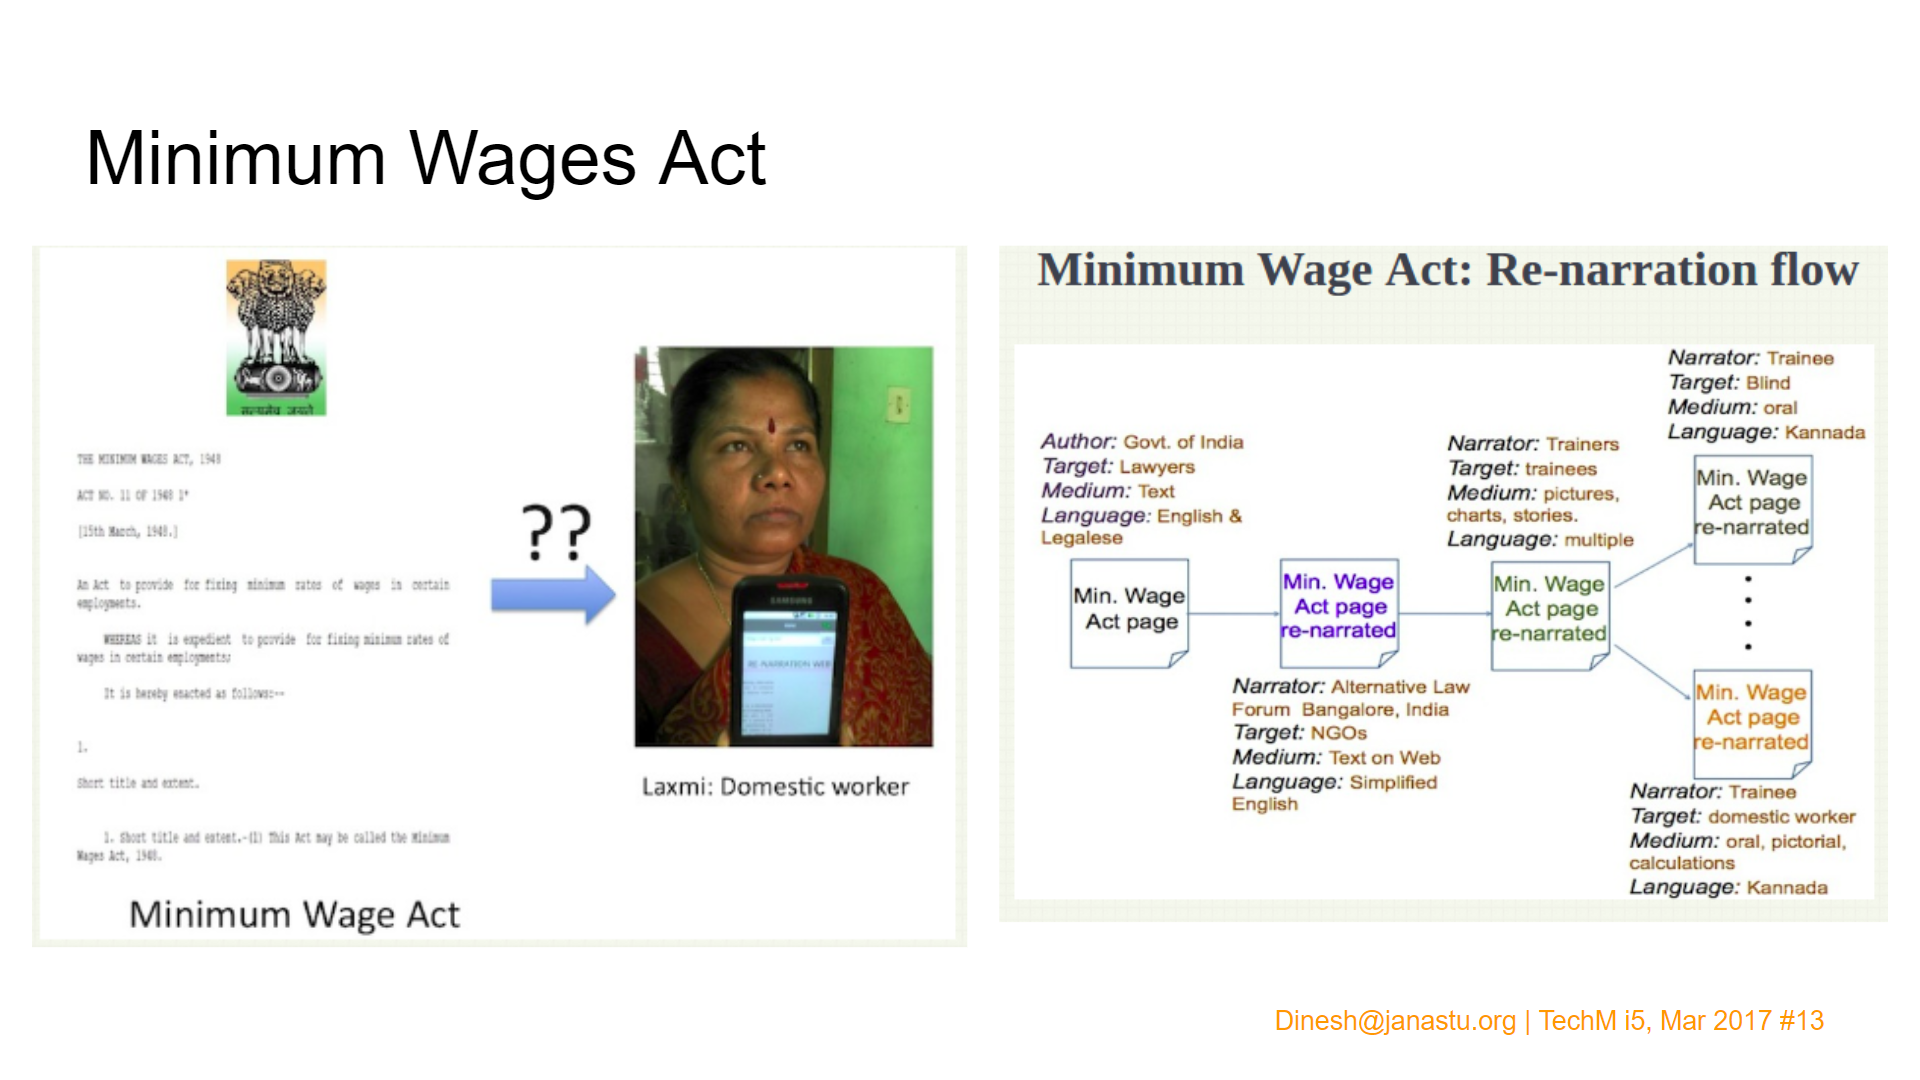 Minimum Wages Act
सत्यमेव जयते
THE MINIMUM WAGES ACT, 1948
ACT NO. 11 OF 1948 1*
[15th March, 1948.]
An Act to provide for fixing minimum rates of wages in certain
employments.
WHEREAS it is expedient to provide for fixing minimum rates of
wages in certain employments;
It is hereby enacted as follows:--
1.
Short title and extent.
1. Short title and extent.-(1) This Act may be called the Minimum
Wages Act, 1948.
Minimum Wage Act
??
SAMSUNG
RE-NARRATION WEB
Laxmi: Domestic worker
Minimum Wage Act: Re-narration flow
Author: Govt. of India
Target: Lawyers
Medium: Text
Language: English &
Legalese
Min. Wage
Act page
Min. Wage
Act page
re-narrated
Narrator: Alternative Law
Forum Bangalore, India
Target: NGOs
Medium: Text on Web
Language: Simplified
English
Narrator: Trainers
Target: trainees
Medium: pictures,
charts, stories.
Language: multiple
Min. Wage
Act page
re-narrated
Narrator: Trainee
Target: Blind
Medium: oral
Language: Kannada
Min. Wage
Act page
re-narrated
Min. Wage
Act page
re-narrated
Narrator: Trainee
Target: domestic worker
Medium: oral, pictorial,
calculations
Language: Kannada
Dinesh@janastu.org | TechM i5, Mar 2017 #13